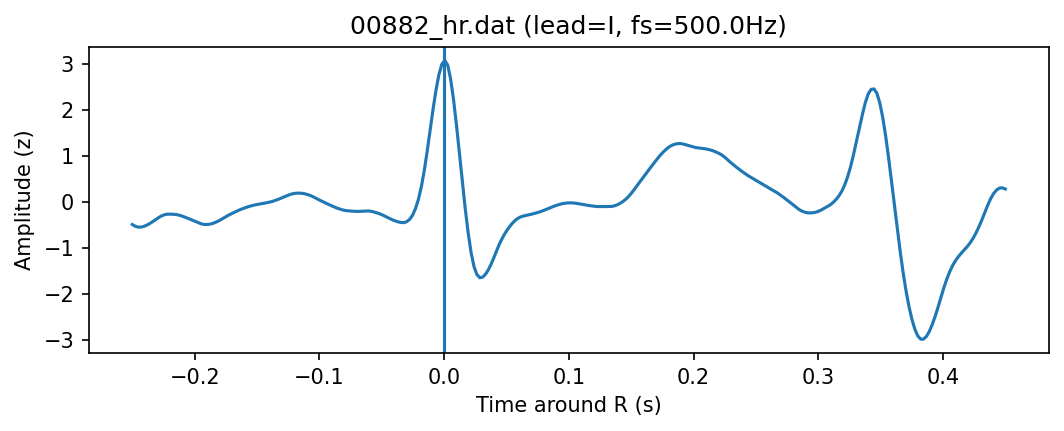 00882_hr.dat (lead=I, fs=500.0Hz)
3
2
1
0
−1
−2
−3
Amplitude (z)
−0.2 −0.1 0.0 0.1 0.2 0.3 0.4
Time around R (s)